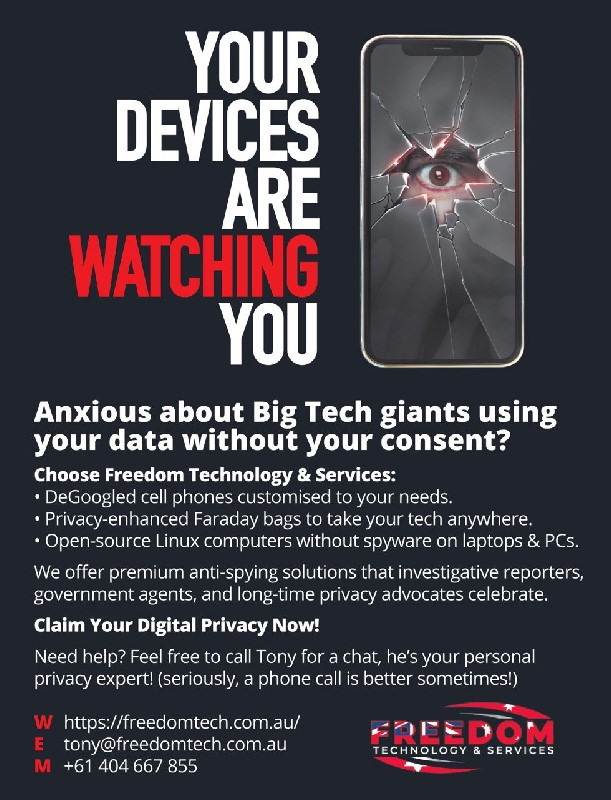 YOUR
DEVICES
ARE
WATCHING
YOU
Anxious about Big Tech giants using
your data without your consent?
Choose Freedom Technology & Services:
• DeGoogled cell phones customised to your needs.
• Privacy-enhanced Faraday bags to take your tech anywhere.
• Open-source Linux computers without spyware on laptops & PCs.
We offer premium anti-spying solutions that investigative reporters,
government agents, and long-time privacy advocates celebrate.
Claim Your Digital Privacy Now!
Need help? Feel free to call Tony for a chat, he's your personal
privacy expert! (seriously, a phone call is better sometimes!)
W https://freedomtech.com.au/
E tony@freedomtech.com.au
M +61 404 667 855
FREEDOM
TECHNOLOGY & SERVICES